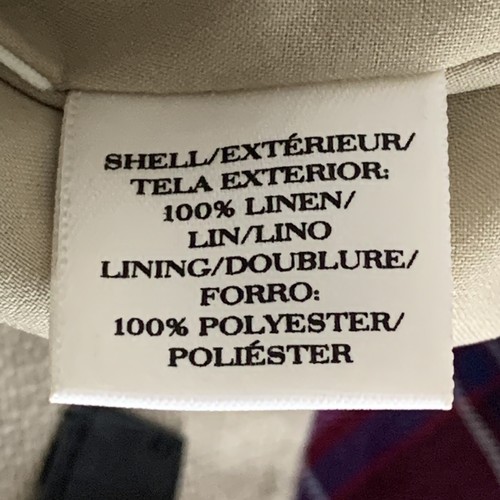 SHELL/EXTÉRIEUR/
TELA EXTERIOR:
100% LINEN/
LIN/LINO
LINING/DOUBLURE/
FORRO:
100% POLYESTER/
POLIÉSTER